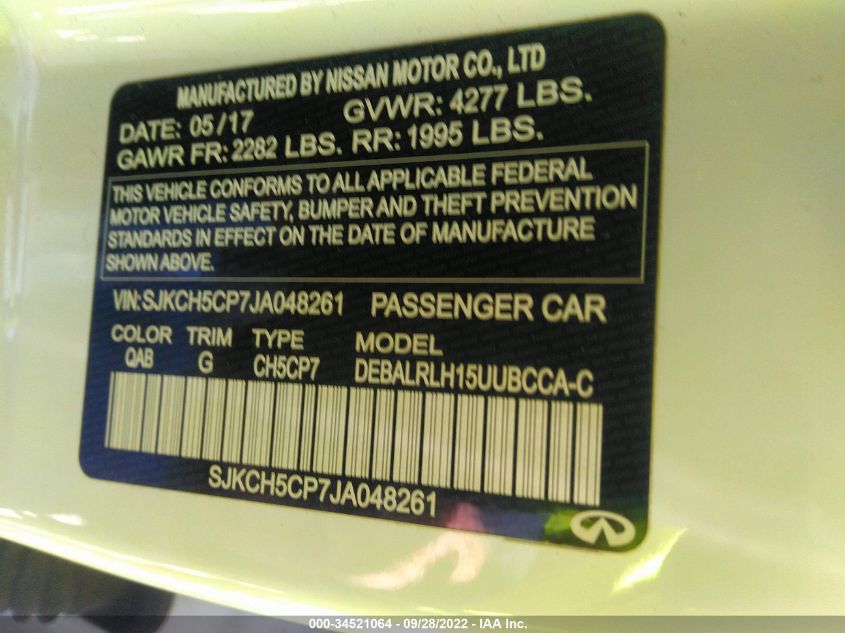 MANUFACTURED BY NISSAN MOTOR CO., LTD
DATE: 05/17 GVWR: 4277 LBS.
GAWR FR: 2282 LBS. RR: 1995 LBS.
THIS VEHICLE CONFORMS TO ALL APPLICABLE FEDERAL
MOTOR VEHICLE SAFETY, BUMPER AND THEFT PREVENTION
STANDARDS IN EFFECT ON THE DATE OF MANUFACTURE
SHOWN ABOVE.
VIN: SJKCH5CP7JA048261 PASSENGER CAR
COLOR TRIM TYPE MODEL
QAB G CH5CP7 DEBALRLH15UUBCCA-C
SJKCH5CP7JA048261
000-34521064 - 09/28/2022 - IAA Inc.